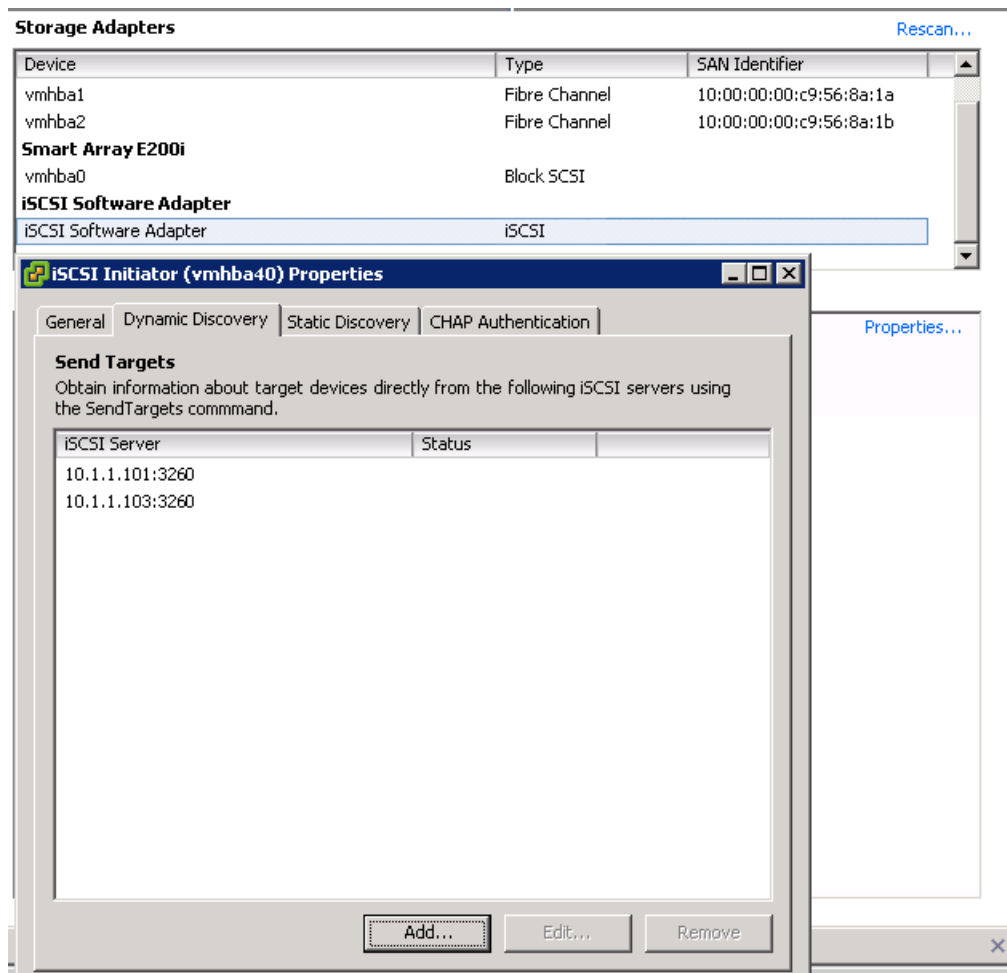 Storage Adapters Rescan...
Device Type SAN Identifier
vmhba1 Fibre Channel 10:00:00:00:c9:56:8a:1a
vmhba2 Fibre Channel 10:00:00:00:c9:56:8a:1b
Smart Array E200i
vmhba0 Block SCSI
iSCSI Software Adapter
iSCSI Software Adapter iSCSI
iSCSI Initiator (vmhba40) Properties
General Dynamic Discovery Static Discovery CHAP Authentication
Properties...
Send Targets
Obtain information about target devices directly from the following iSCSI servers using
the SendTargets commmand.
iSCSI Server Status
10.1.1.101:3260
10.1.1.103:3260
Add... Edit... Remove